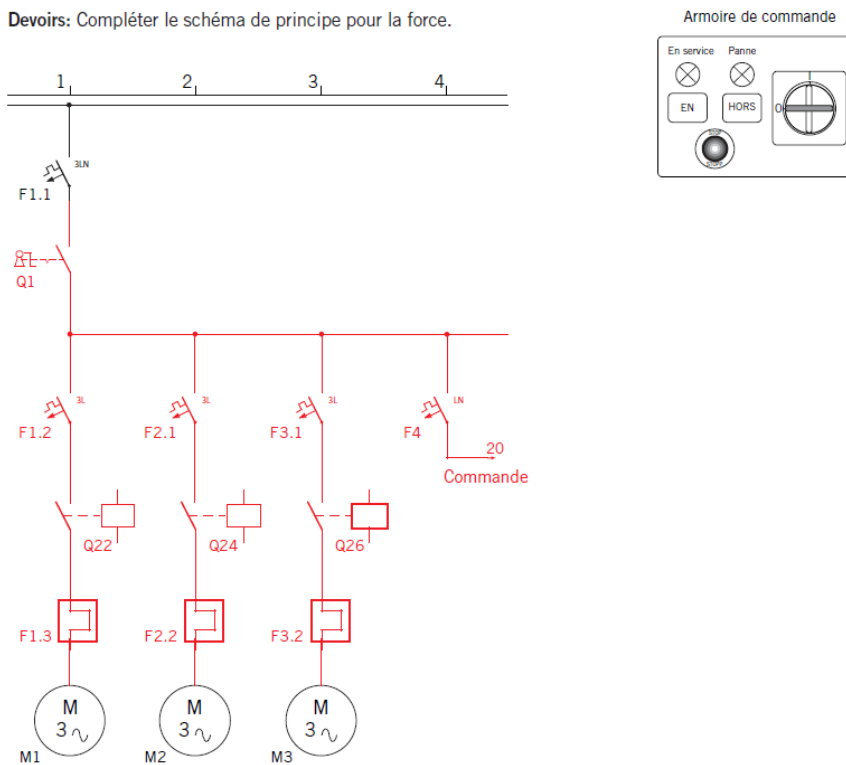 Devoirs: Compléter le schéma de principe pour la force.
Armoire de commande
En service Panne
EN HORS O I
1 2 3 4
3LN
F1.1
Q1
3L 3L 3L LN
F1.2 F2.1 F3.1 F4
20
Commande
Q22 Q24 Q26
F1.3 F2.2 F3.2
M M M
3 3 3
M1 M2 M3